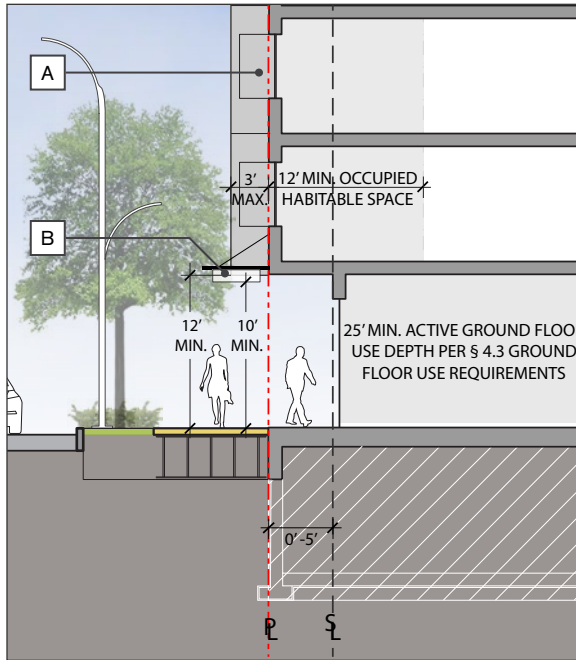 A
3’ 12’ MIN. OCCUPIED
MAX. HABITABLE SPACE
B
12’ 10’
MIN. MIN.
25’ MIN. ACTIVE GROUND FLOO
USE DEPTH PER § 4.3 GROUND
FLOOR USE REQUIREMENTS
0’ -5’
PL SL